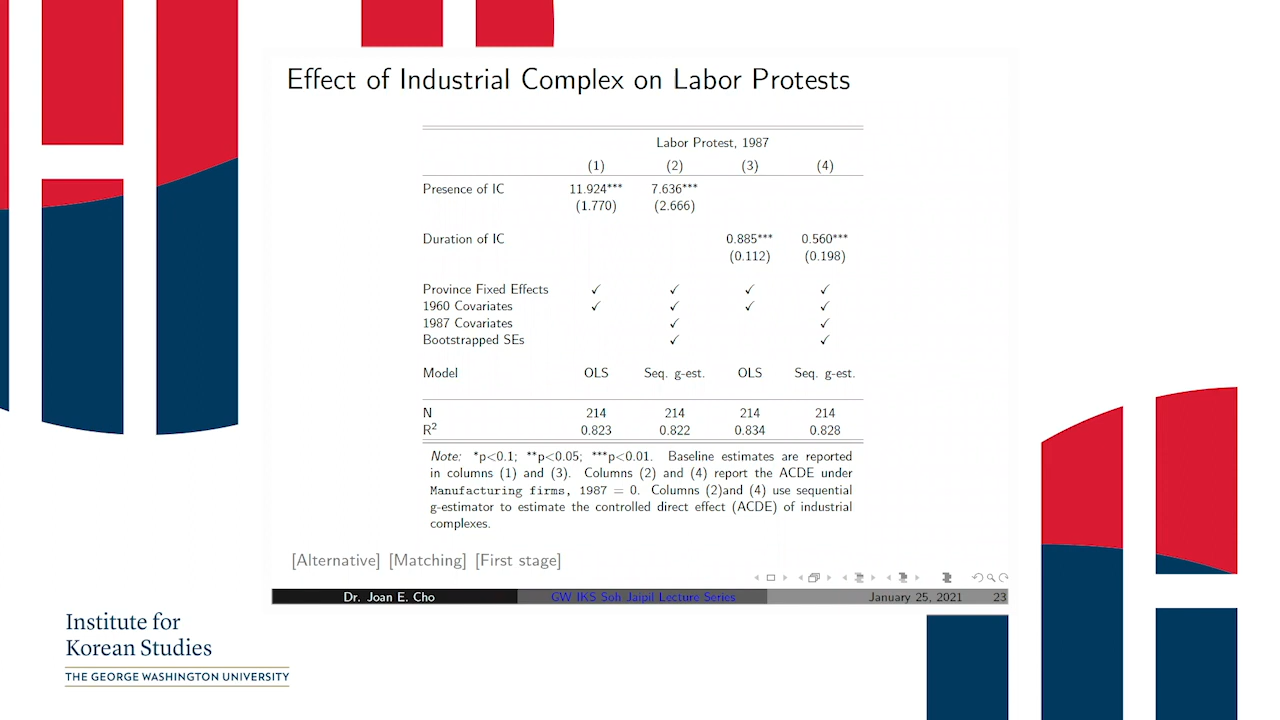 Effect of Industrial Complex on Labor Protests
Labor Protest, 1987
(1) (2) (3) (4)
Presence of IC 11.924*** 7.636***
(1.770) (2.666)
Duration of IC 0.885*** 0.560***
(0.112) (0.198)
Province Fixed Effects ✓ ✓ ✓ ✓
1960 Covariates ✓ ✓ ✓ ✓
1987 Covariates ✓ ✓
Bootstrapped SEs ✓ ✓
Model OLS Seq. g-est. OLS Seq. g-est.
N 214 214 214 214
R² 0.823 0.822 0.834 0.828
Note: *p<0.1; **p<0.05; ***p<0.01. Baseline estimates are reported
in columns (1) and (3). Columns (2) and (4) report the ACDE under
Manufacturing firms, 1987 = 0. Columns (2)and (4) use sequential
g-estimator to estimate the controlled direct effect (ACDE) of industrial
complexes.
[Alternative] [Matching] [First stage]
Dr. Joan E. Cho GW IKS Soh Jaipil Lecture Series January 25, 2021 23
Institute for
Korean Studies
THE GEORGE WASHINGTON UNIVERSITY